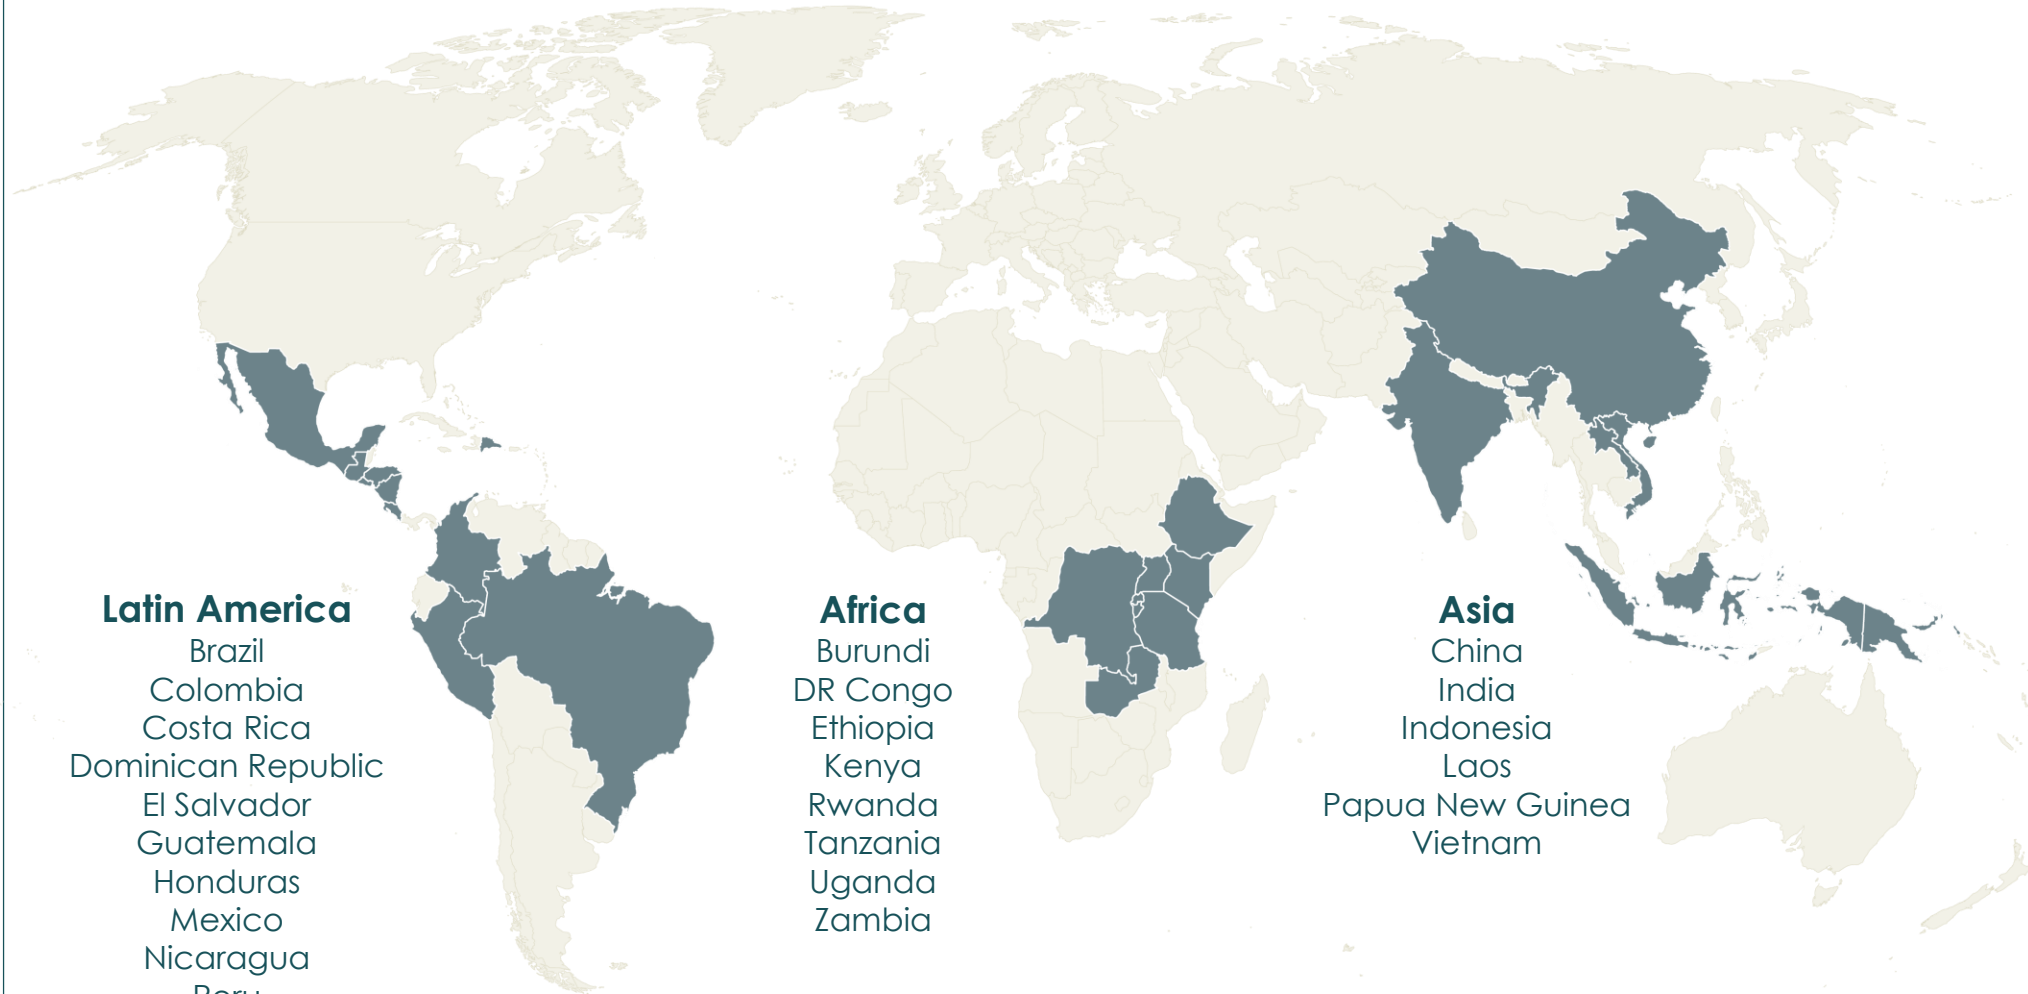 Latin America
Brazil
Colombia
Costa Rica
Dominican Republic
El Salvador
Guatemala
Honduras
Mexico
Nicaragua
Peru
Africa
Burundi
DR Congo
Ethiopia
Kenya
Rwanda
Tanzania
Uganda
Zambia
Asia
China
India
Indonesia
Laos
Papua New Guinea
Vietnam